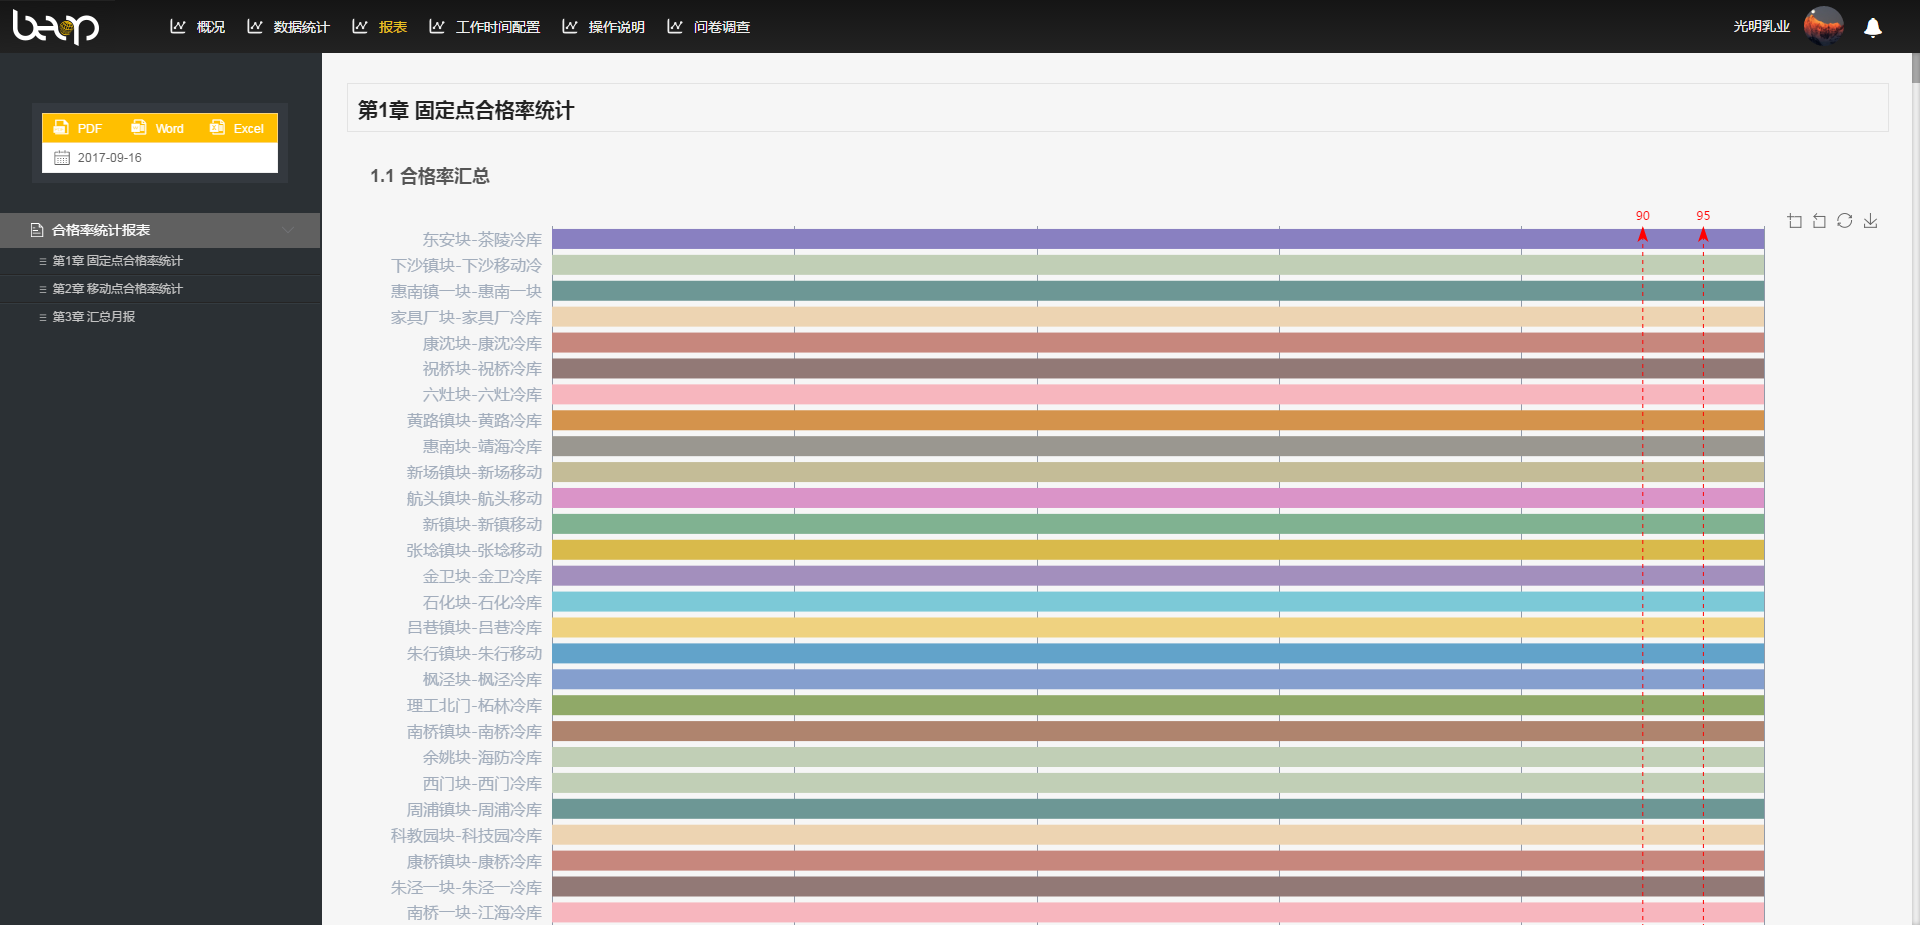 beop
概况 数据统计 报表 工作时间配置 操作说明 问卷调查 光明乳业
PDF Word Excel
2017-09-16
合格率统计报表
第1章 固定点合格率统计
第2章 移动点合格率统计
第3章 汇总月报
第1章 固定点合格率统计
1.1 合格率汇总
90 95
东安块-茶陵冷库
下沙镇块-下沙移动冷
惠南镇一块-惠南一块
家具厂块-家具厂冷库
康沈块-康沈冷库
祝桥块-祝桥冷库
六灶块-六灶冷库
黄路镇块-黄路冷库
惠南块-靖海冷库
新场镇块-新场移动
航头镇块-航头移动
新镇块-新镇移动
张埝镇块-张埝移动
金卫块-金卫冷库
石化块-石化冷库
吕巷镇块-吕巷冷库
朱行镇块-朱行移动
枫泾块-枫泾冷库
理工北门-柘林冷库
南桥镇块-南桥冷库
余姚块-海防冷库
西门块-西门冷库
周浦镇块-周浦冷库
科教园块-科技园冷库
康桥镇块-康桥冷库
朱泾一块-朱泾一冷库
南桥一块-江海冷库